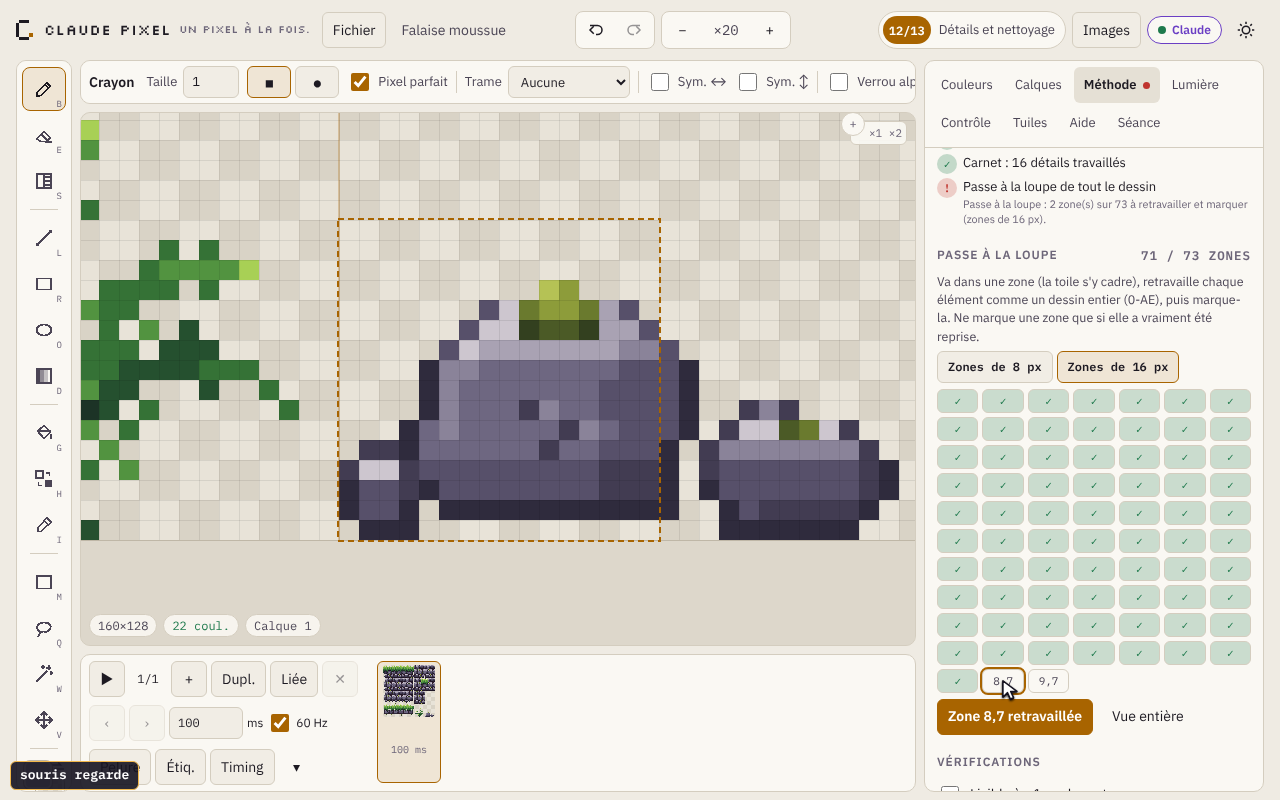 CLAUDE PIXEL UN PIXEL À LA FOIS. Fichier Falaise moussue − ×20 + 12/13 Détails et nettoyage Images Claude
Crayon Taille 1 ■ ● Pixel parfait Trame Aucune Sym. ↔ Sym. ↕ Verrou alp
B
E
S
L
R
O
D
G
H
I
M
Q
W
V
+ ×1 ×2
160×128 22 coul. Calque 1
Couleurs Calques Méthode Lumière
Contrôle Tuiles Aide Séance
✓ Carnet : 16 détails travaillés
! Passe à la loupe de tout le dessin
Passe à la loupe : 2 zone(s) sur 73 à retravailler et marquer
(zones de 16 px).
PASSE À LA LOUPE 71 / 73 ZONES
Va dans une zone (la toile s'y cadre), retravaille chaque
élément comme un dessin entier (0-AE), puis marque-
la. Ne marque une zone que si elle a vraiment été
reprise.
Zones de 8 px Zones de 16 px
✓ ✓ ✓ ✓ ✓ ✓ ✓
✓ ✓ ✓ ✓ ✓ ✓ ✓
✓ ✓ ✓ ✓ ✓ ✓ ✓
✓ ✓ ✓ ✓ ✓ ✓ ✓
✓ ✓ ✓ ✓ ✓ ✓ ✓
✓ ✓ ✓ ✓ ✓ ✓ ✓
✓ ✓ ✓ ✓ ✓ ✓ ✓
✓ ✓ ✓ ✓ ✓ ✓ ✓
✓ ✓ ✓ ✓ ✓ ✓ ✓
✓ ✓ ✓ ✓ ✓ ✓ ✓
✓ 8,7 9,7
Zone 8,7 retravaillée Vue entière
VÉRIFICATIONS
▶ 1/1 + Dupl. Liée ✕
‹ › 100 ms 60 Hz
Étiq. Timing ▼
100 ms
souris regarde